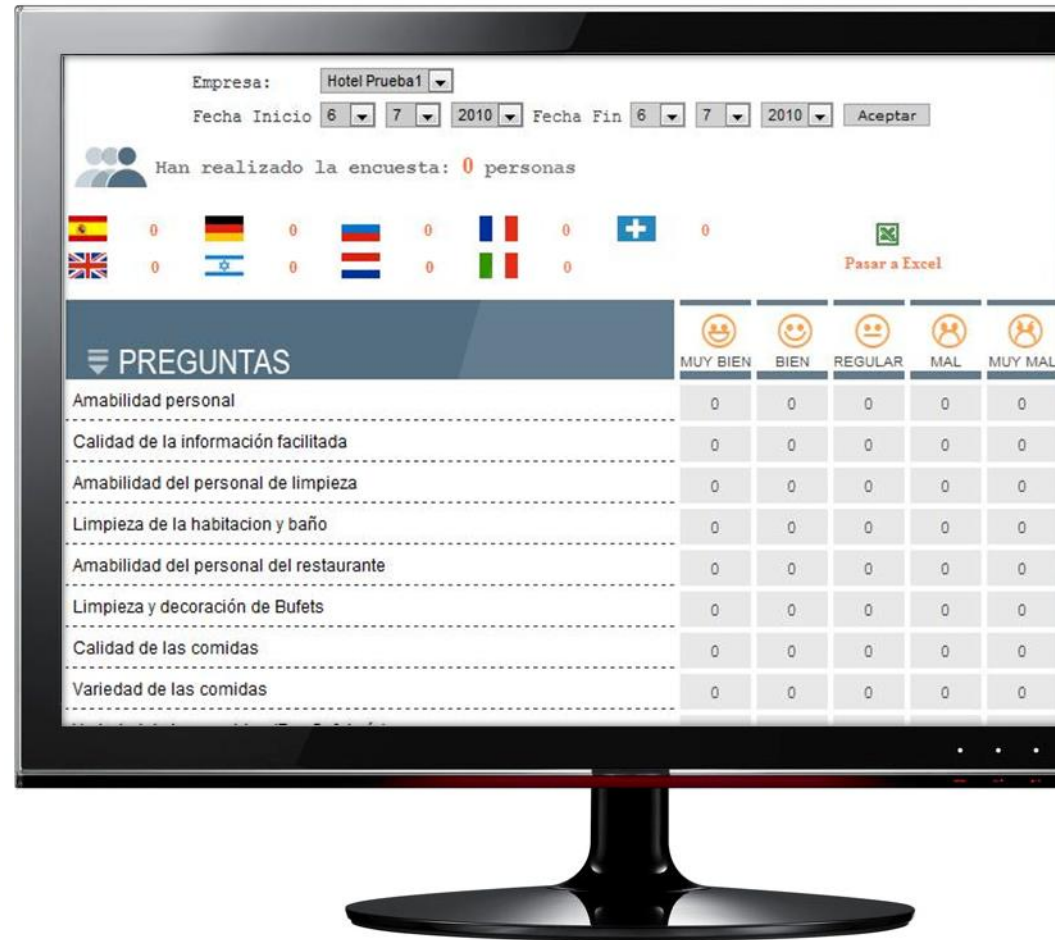 Empresa: Hotel Prueba1
Fecha Inicio 6 7 2010 Fecha Fin 6 7 2010 Aceptar
Han realizado la encuesta: 0 personas
0 0 0 0 0
0 0 0 0
Pasar a Excel
PREGUNTAS MUY BIEN BIEN REGULAR MAL MUY MAL
Amabilidad personal 0 0 0 0 0
Calidad de la información facilitada 0 0 0 0 0
Amabilidad del personal de limpieza 0 0 0 0 0
Limpieza de la habitacion y baño 0 0 0 0 0
Amabilidad del personal del restaurante 0 0 0 0 0
Limpieza y decoración de Bufets 0 0 0 0 0
Calidad de las comidas 0 0 0 0 0
Variedad de las comidas 0 0 0 0 0